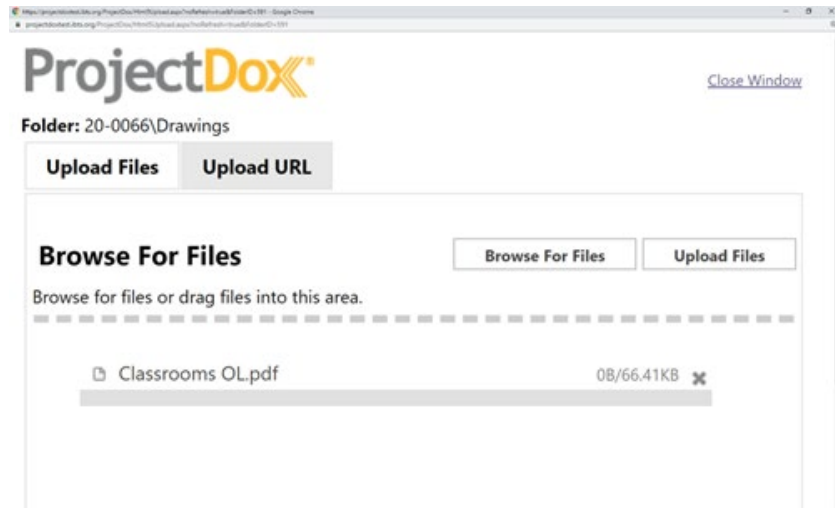 ProjectDox
Close Window
Folder: 20-0066\Drawings
Upload Files Upload URL
Browse For Files Browse For Files Upload Files
Browse for files or drag files into this area.
Classrooms OL.pdf 0B/66.41KB